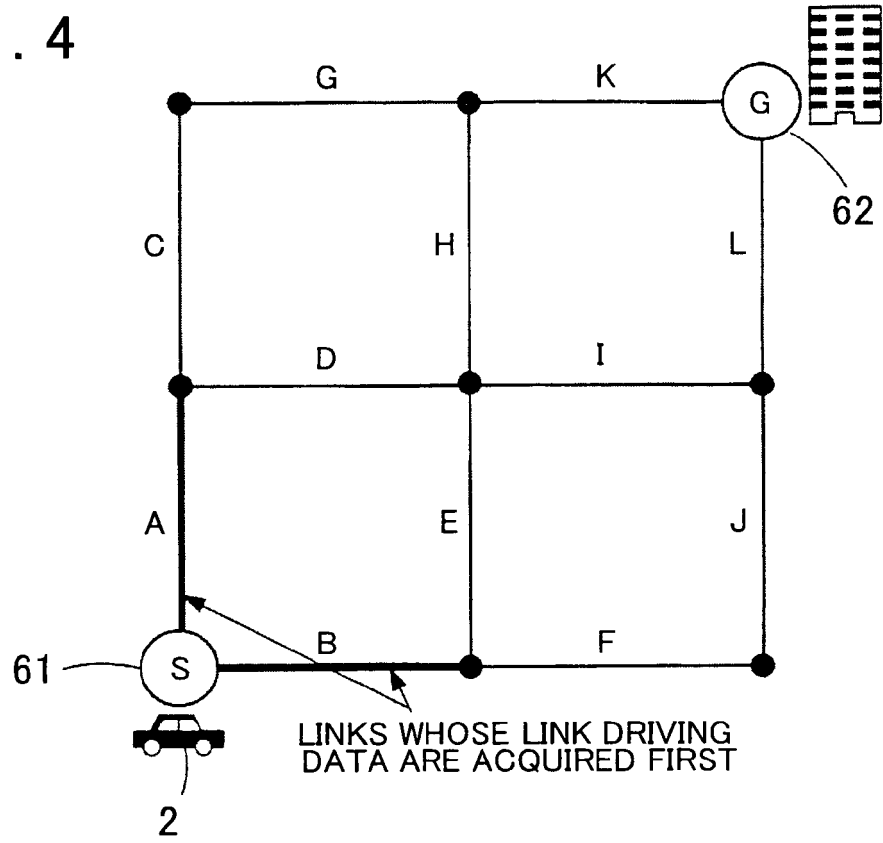 . 4
G
K
G
62
C
H
L
D
I
A
E
J
B
F
61
S
LINKS WHOSE LINK DRIVING
DATA ARE ACQUIRED FIRST
2